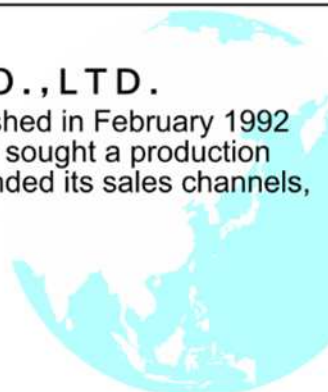 O.,LTD.
shed in February 1992
sought a production
nded its sales channels,